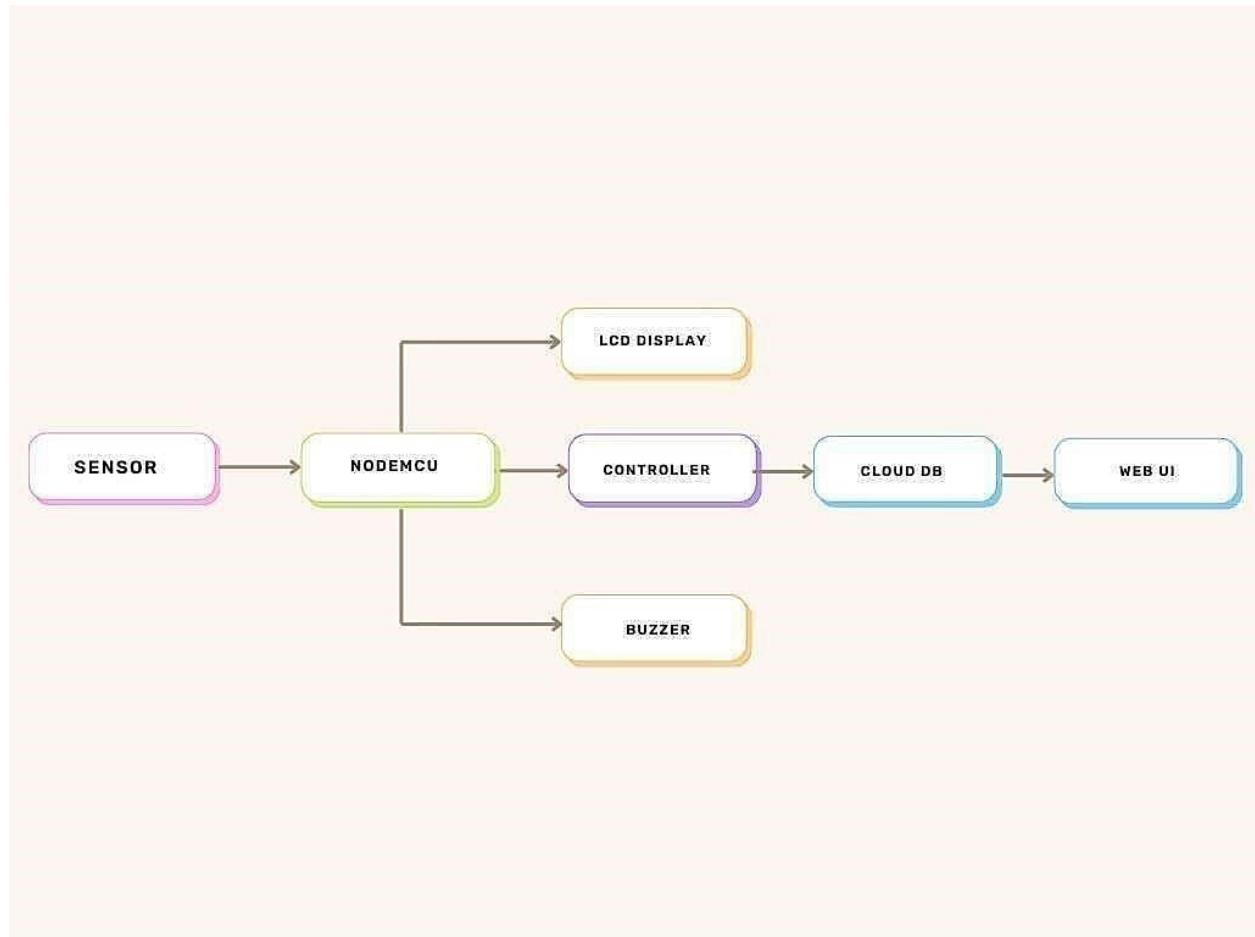 LCD DISPLAY
SENSOR
NODEMCU
CONTROLLER
CLOUD DB
WEB UI
BUZZER